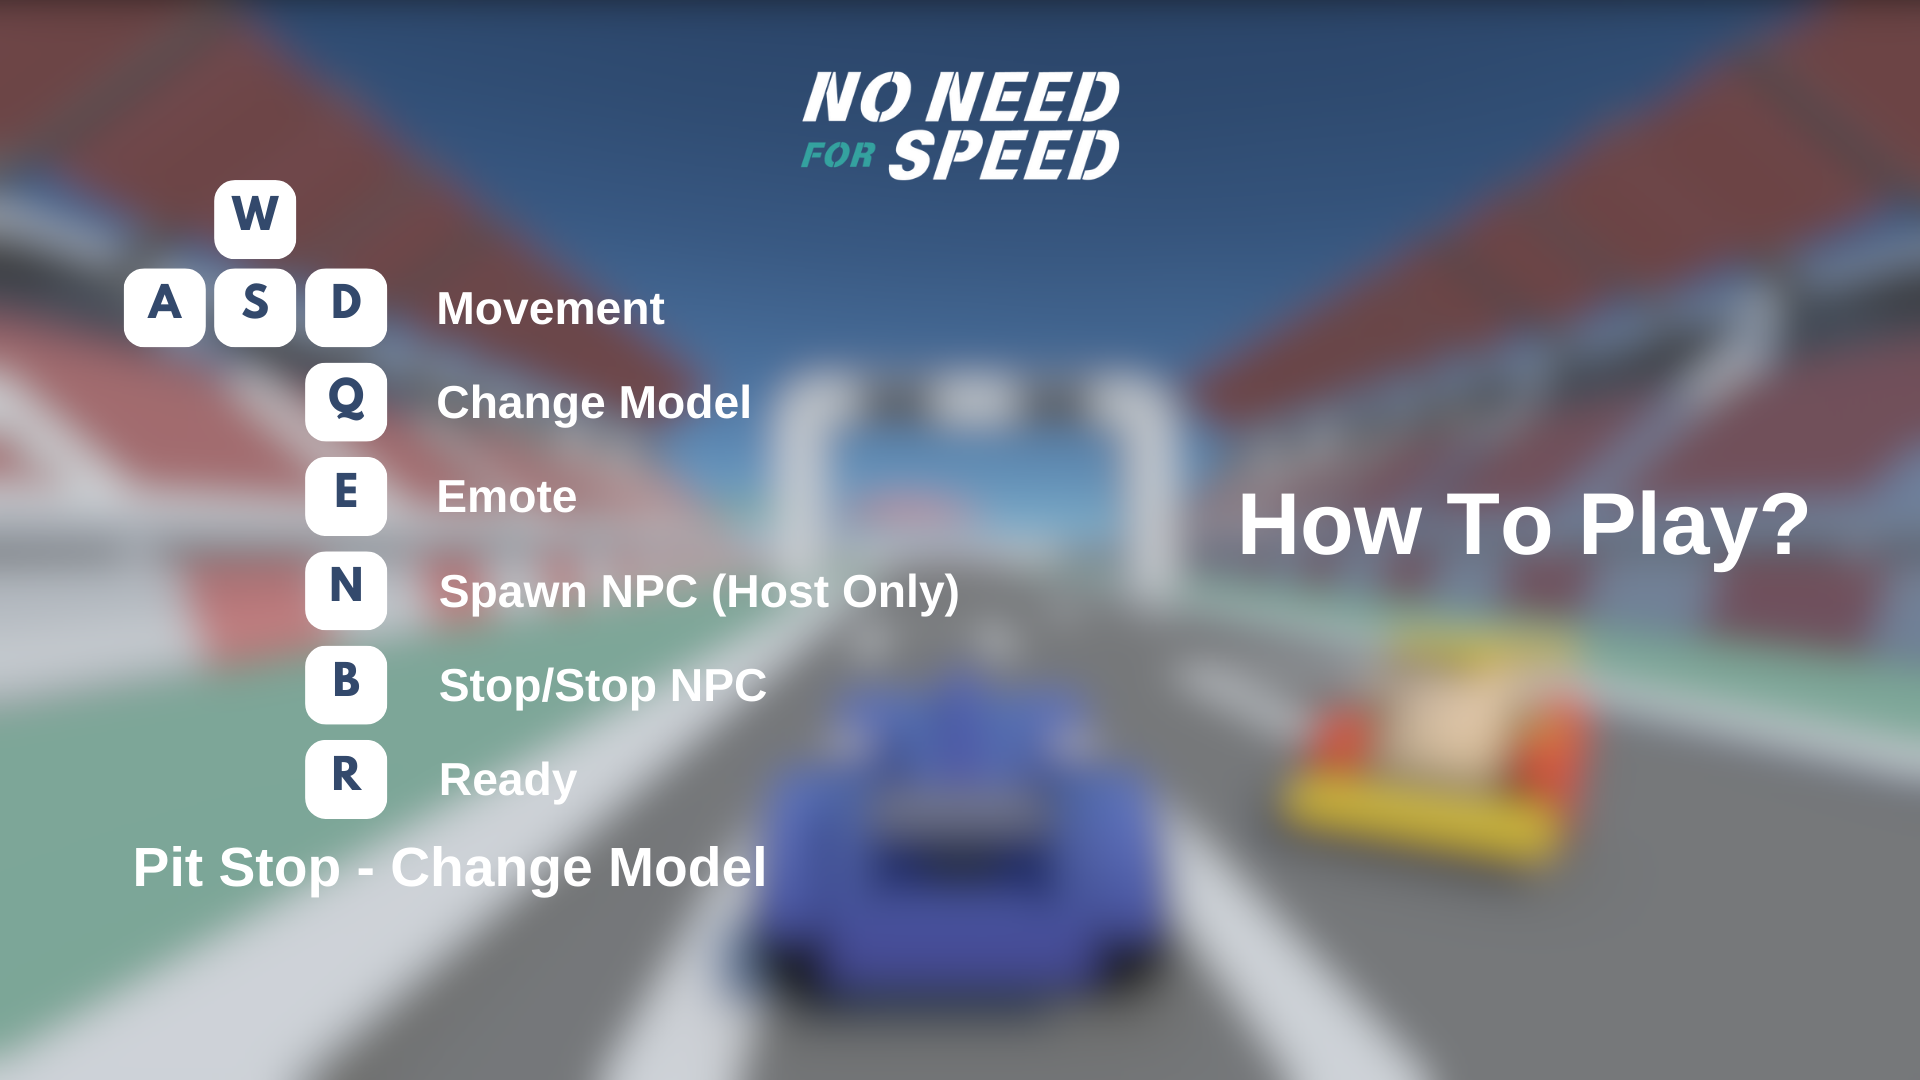 NO NEED
FOR SPEED
W
A S D Movement
Q Change Model
E Emote
N Spawn NPC (Host Only)
B Stop/Stop NPC
R Ready
Pit Stop - Change Model
How To Play?